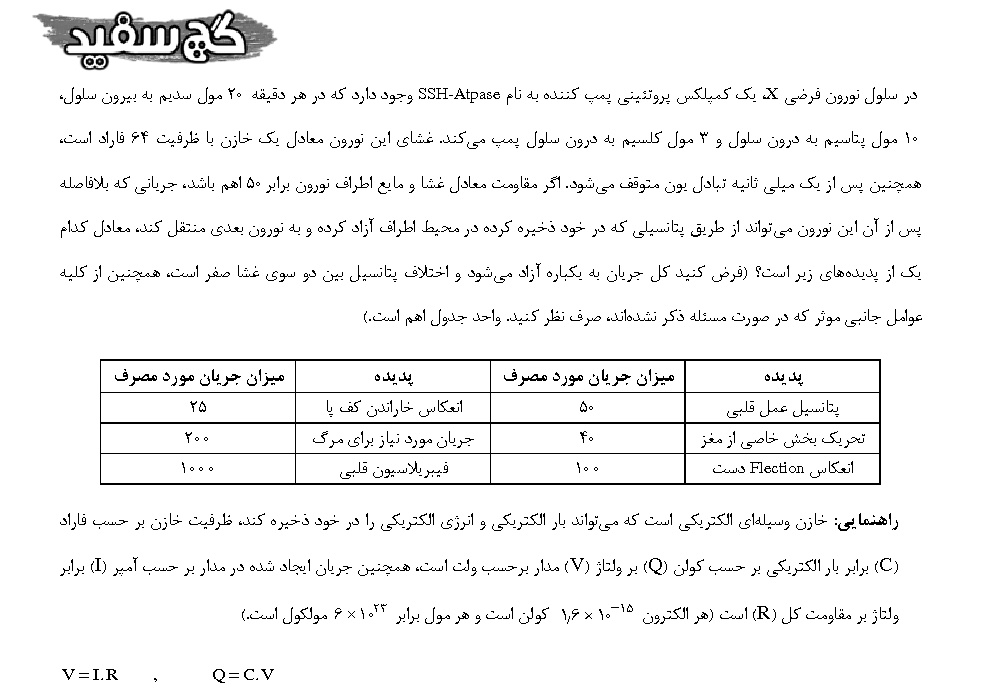 گچ سفید
در سلول نورون فرضی X، یک کمپلکس پروتئینی پمپ کننده به نام SSH-Atpase وجود دارد که در هر دقیقه ۲۰ مول سدیم به بیرون سلول،
۱۰ مول پتاسیم به درون سلول و ۳ مول کلسیم به درون سلول پمپ می‌کند. غشای این نورون معادل یک خازن با ظرفیت ۶۴ فاراد است،
همچنین پس از یک میلی ثانیه تبادل یون متوقف می‌شود. اگر مقاومت معادل غشا و مایع اطراف نورون برابر ۵۰ اهم باشد، جریانی که بلافاصله
پس از آن این نورون می‌تواند از طریق پتانسیلی که در خود ذخیره کرده در محیط اطراف آزاد کرده و به نورون بعدی منتقل کند، معادل کدام
یک از پدیده‌های زیر است؟ (فرض کنید کل جریان به یکباره آزاد می‌شود و اختلاف پتانسیل بین دو سوی غشا صفر است، همچنین از کلیه
عوامل جانبی موثر که در صورت مسئله ذکر نشده‌اند، صرف نظر کنید. واحد جدول اهم است.)
پدیده میزان جریان مورد مصرف پدیده میزان جریان مورد مصرف
پتانسیل عمل قلبی ۵۰ انعکاس خاراندن کف پا ۲۵
تحریک بخش خاصی از مغز ۴۰ جریان مورد نیاز برای مرگ ۲۰۰
انعکاس Flection دست ۱۰۰ فیبریلاسیون قلبی ۱۰۰۰
راهنمایی: خازن وسیله‌ای الکتریکی است که می‌تواند بار الکتریکی و انرژی الکتریکی را در خود ذخیره کند، ظرفیت خازن بر حسب فاراد
(C) برابر بار الکتریکی بر حسب کولن (Q) بر ولتاژ (V) مدار برحسب ولت است، همچنین جریان ایجاد شده در مدار بر حسب آمپر (I) برابر
ولتاژ بر مقاومت کل (R) است (هر الکترون ۱٫۶ × ۱۰⁻¹⁵ کولن است و هر مول برابر ۶ × ۱۰²³ مولکول است.)
V = I.R , Q = C.V